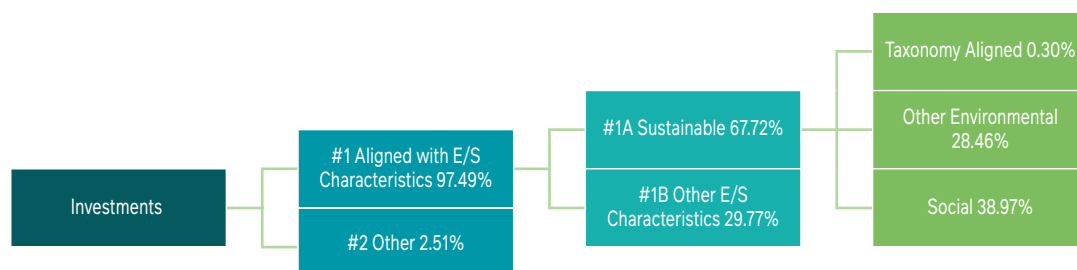 Investments
#1 Aligned with E/S
Characteristics 97.49%
#2 Other 2.51%
#1A Sustainable 67.72%
#1B Other E/S
Characteristics 29.77%
Taxonomy Aligned 0.30%
Other Environmental
28.46%
Social 38.97%